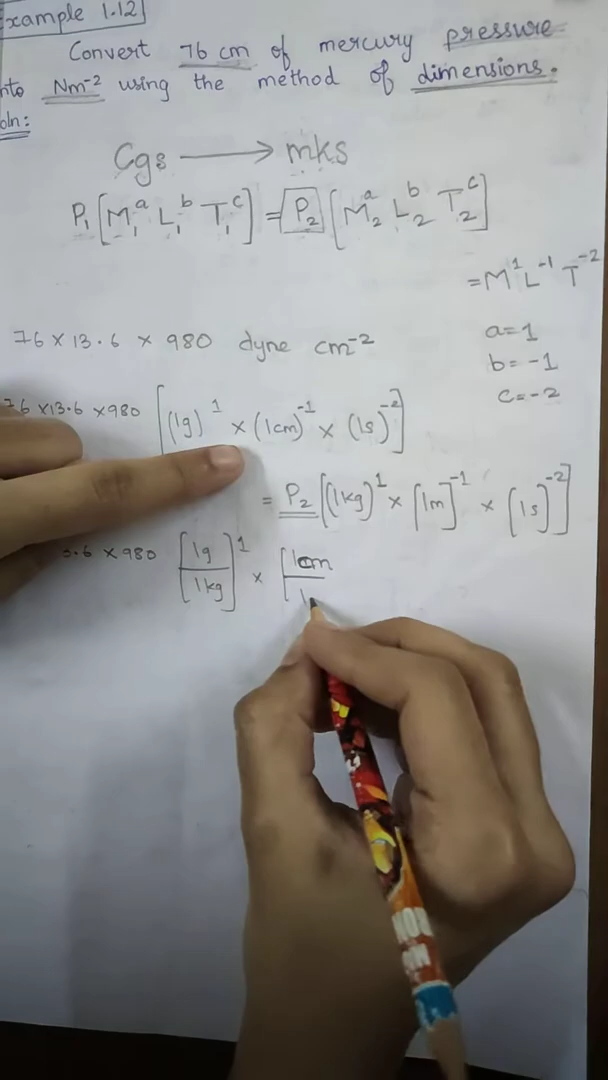 xample 1.12
Convert 76 cm of mercury pressure
nto Nm⁻² using the method of dimensions.
oln:
Cgs → mks
P₁[M₁ᵃ L₁ᵇ T₁ᶜ] = P₂ [M₂ᵃ L₂ᵇ T₂ᶜ]
= M¹ L⁻¹ T⁻²
76 × 13.6 × 980 dyne cm⁻²
a = 1
b = -1
c = -2
76 × 13.6 × 980 [(1g)¹ × (1cm)⁻¹ × (1s)⁻²]
= P₂ [(1kg)¹ × [1m]⁻¹ × (1s)⁻²]
3.6 × 980 [1g/1kg]¹ × [1cm/1